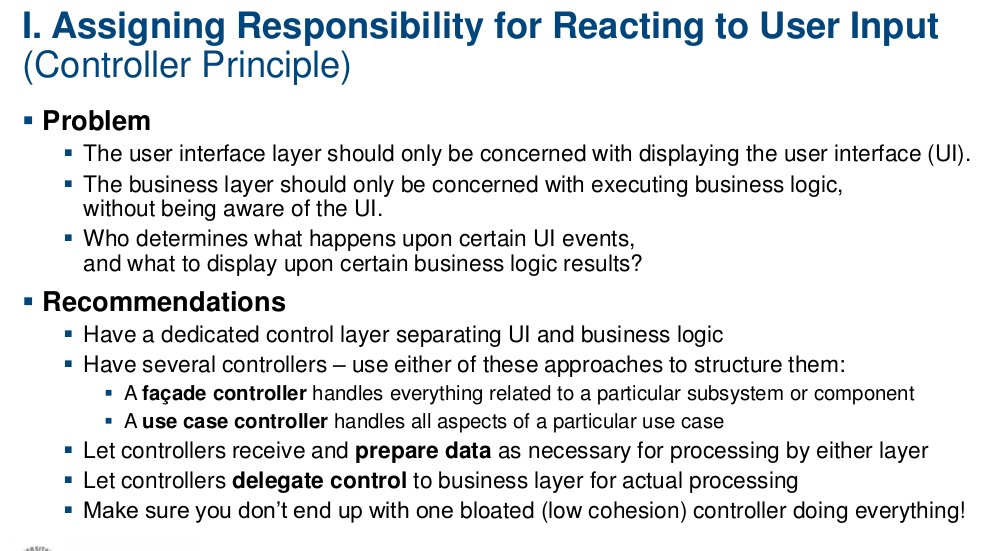 I. Assigning Responsibility for Reacting to User Input
(Controller Principle)
Problem
The user interface layer should only be concerned with displaying the user interface (UI).
The business layer should only be concerned with executing business logic,
without being aware of the UI.
Who determines what happens upon certain UI events,
and what to display upon certain business logic results?
Recommendations
Have a dedicated control layer separating UI and business logic
Have several controllers – use either of these approaches to structure them:
A façade controller handles everything related to a particular subsystem or component
A use case controller handles all aspects of a particular use case
Let controllers receive and prepare data as necessary for processing by either layer
Let controllers delegate control to business layer for actual processing
Make sure you don’t end up with one bloated (low cohesion) controller doing everything!